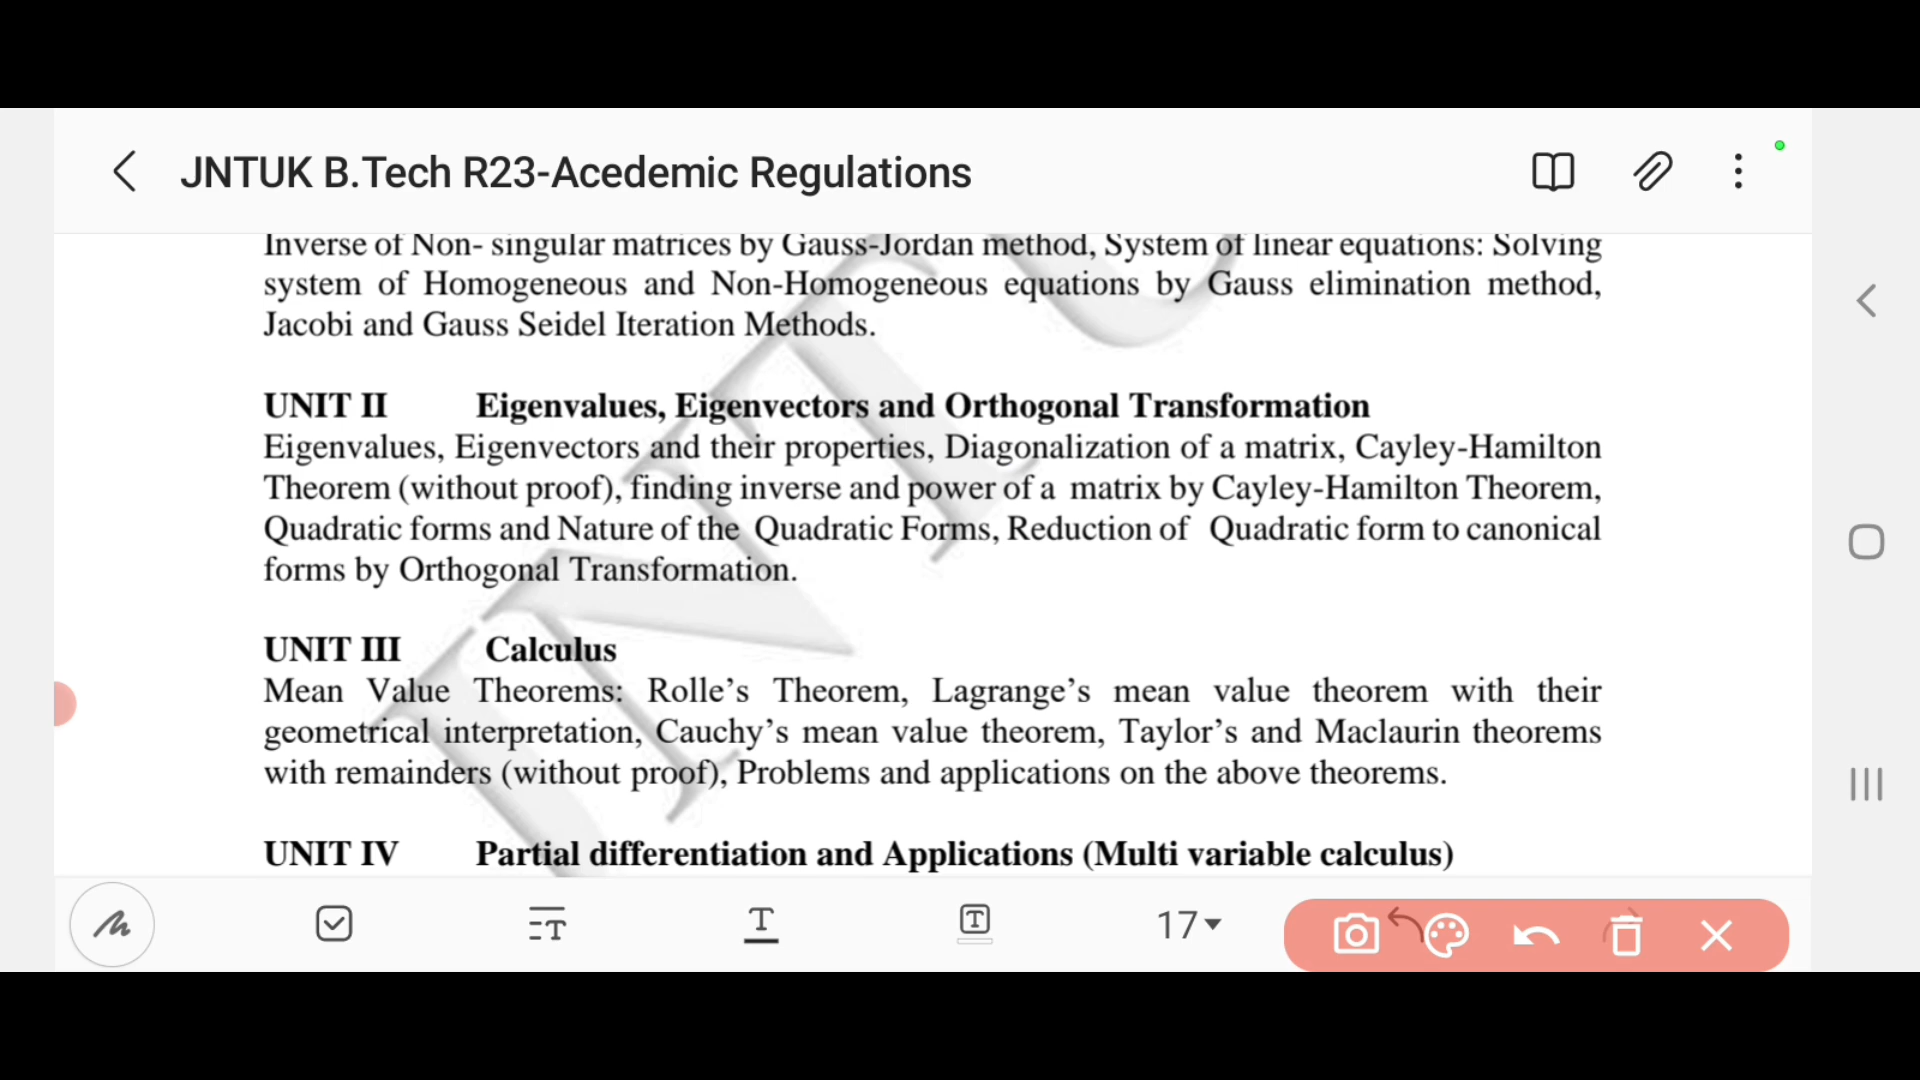 JNTUK B.Tech R23-Acedemic Regulations
Inverse of Non- singular matrices by Gauss-Jordan method, System of linear equations: Solving
system of Homogeneous and Non-Homogeneous equations by Gauss elimination method,
Jacobi and Gauss Seidel Iteration Methods.
UNIT II Eigenvalues, Eigenvectors and Orthogonal Transformation
Eigenvalues, Eigenvectors and their properties, Diagonalization of a matrix, Cayley-Hamilton
Theorem (without proof), finding inverse and power of a matrix by Cayley-Hamilton Theorem,
Quadratic forms and Nature of the Quadratic Forms, Reduction of Quadratic form to canonical
forms by Orthogonal Transformation.
UNIT III Calculus
Mean Value Theorems: Rolle’s Theorem, Lagrange’s mean value theorem with their
geometrical interpretation, Cauchy’s mean value theorem, Taylor’s and Maclaurin theorems
with remainders (without proof), Problems and applications on the above theorems.
UNIT IV Partial differentiation and Applications (Multi variable calculus)
17